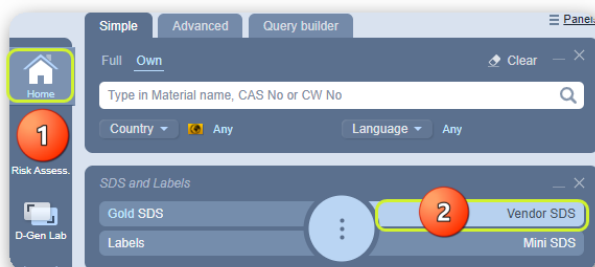 Simple Advanced Query builder
Full Own Clear
Home
Type in Material name, CAS No or CW No
1
Country Any Language Any
Risk Assess.
SDS and Labels
Gold SDS 2 Vendor SDS
D-Gen Lab
Labels Mini SDS